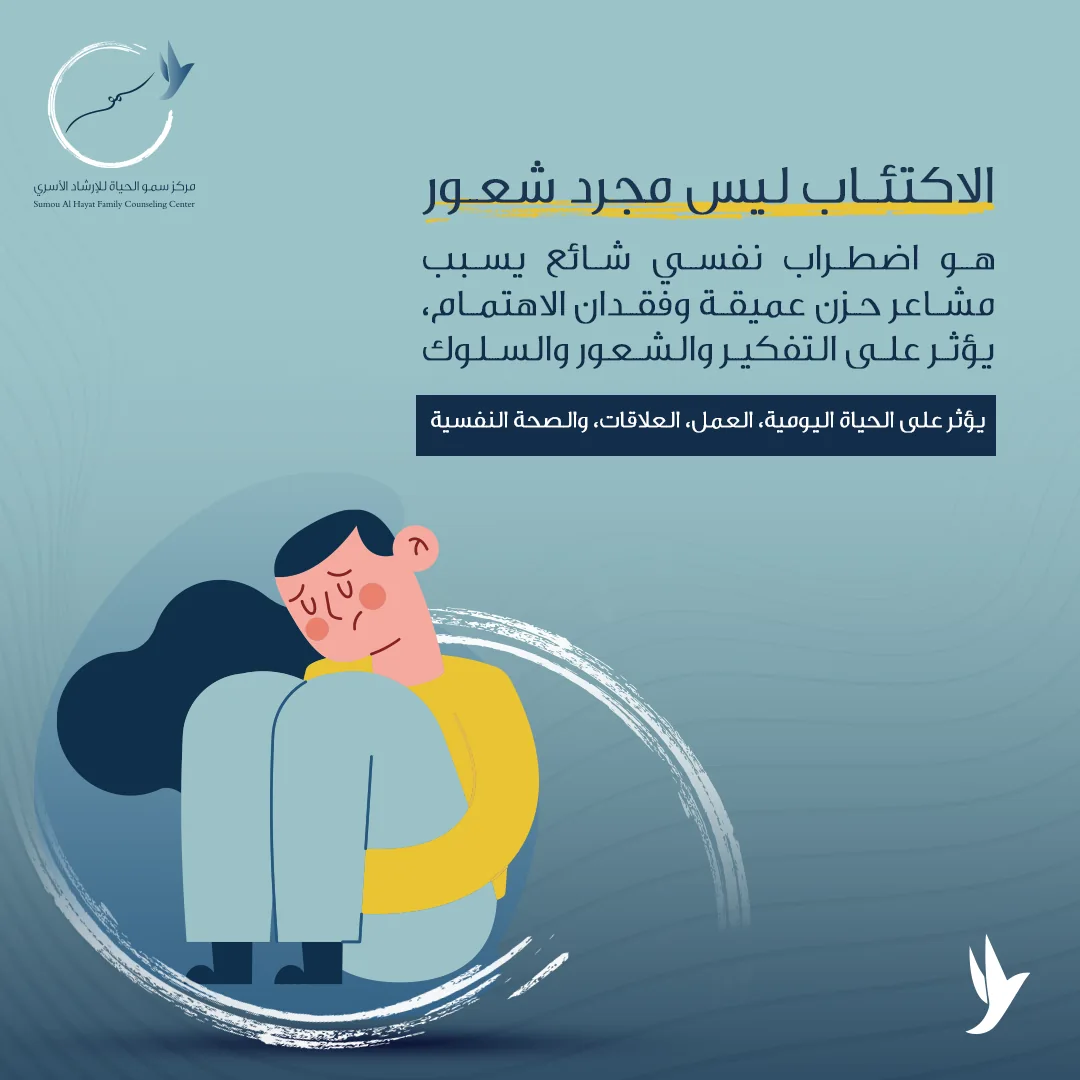 مركز سمو الحياة للإرشاد الأسري
Sumou Al Hayat Family Counseling Center
الاكتئاب ليس مجرد شعور
هو اضطراب نفسي شائع يسبب
مشاعر حزن عميقة وفقدان الاهتمام،
يؤثر على التفكير والشعور والسلوك
يؤثر على الحياة اليومية، العمل، العلاقات، والصحة النفسية